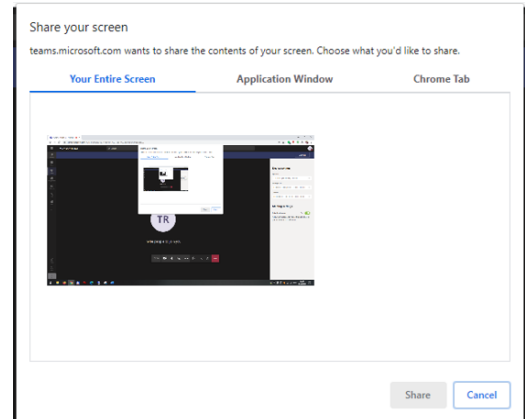 Share your screen
teams.microsoft.com wants to share the contents of your screen. Choose what you'd like to share.
Your Entire Screen
Application Window
Chrome Tab
TR
Share
Cancel